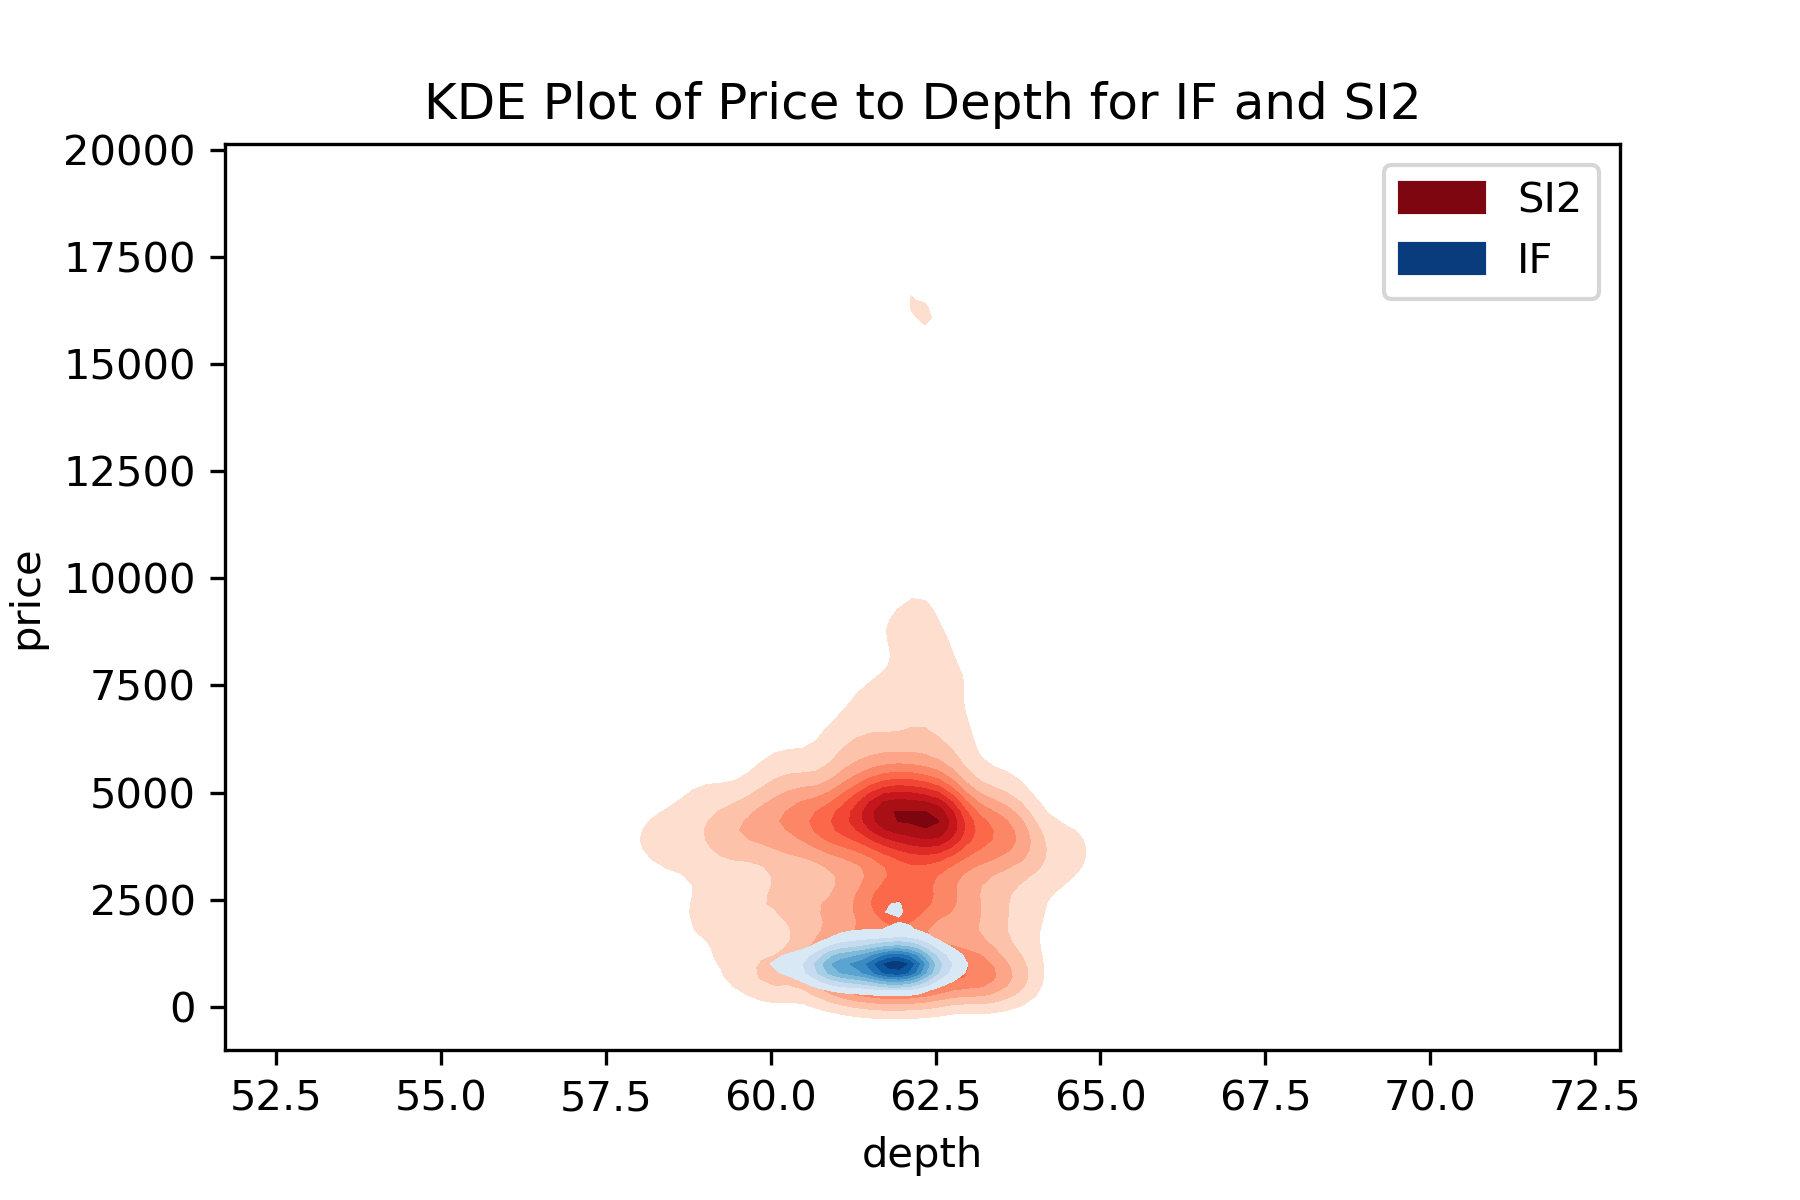 KDE Plot of Price to Depth for IF and SI2
SI2
IF
price
20000
17500
15000
12500
10000
7500
5000
2500
0
52.5 55.0 57.5 60.0 62.5 65.0 67.5 70.0 72.5
depth